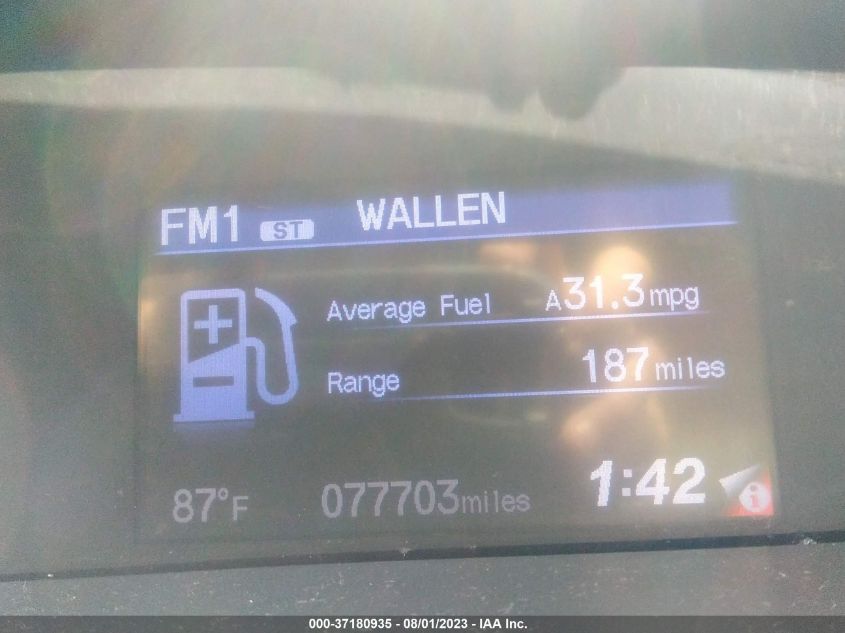 FM1 ST WALLEN
Average Fuel A31.3mpg
Range 187miles
87°F 077703miles 1:42 i
000-37180935 - 08/01/2023 - IAA Inc.